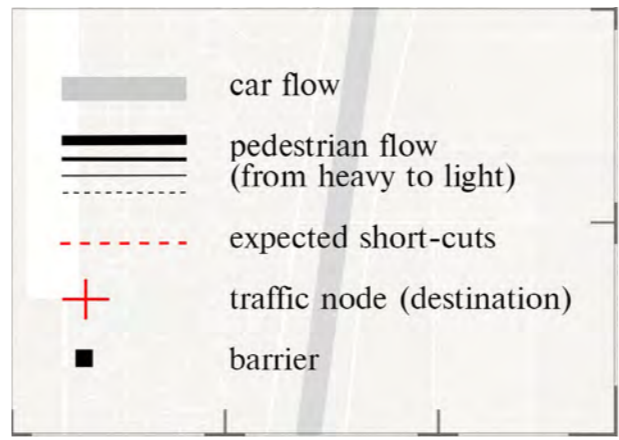 car flow
pedestrian flow
(from heavy to light)
expected short-cuts
traffic node (destination)
barrier